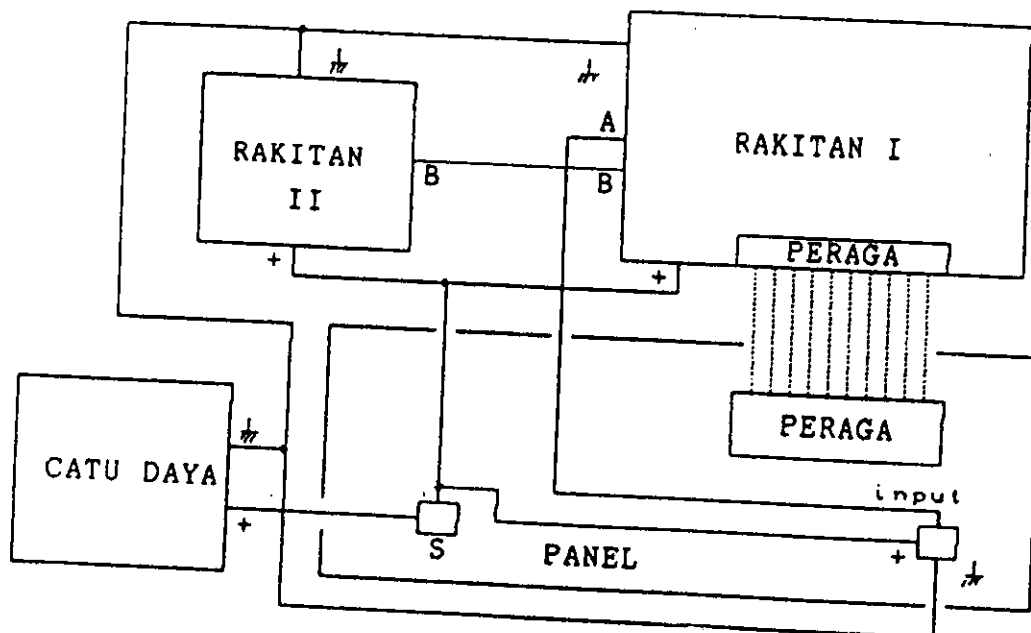 A
RAKITAN I
RAKITAN
II
B
B
+
+
PERAGA
PERAGA
CATU DAYA
input
+
S
PANEL
+